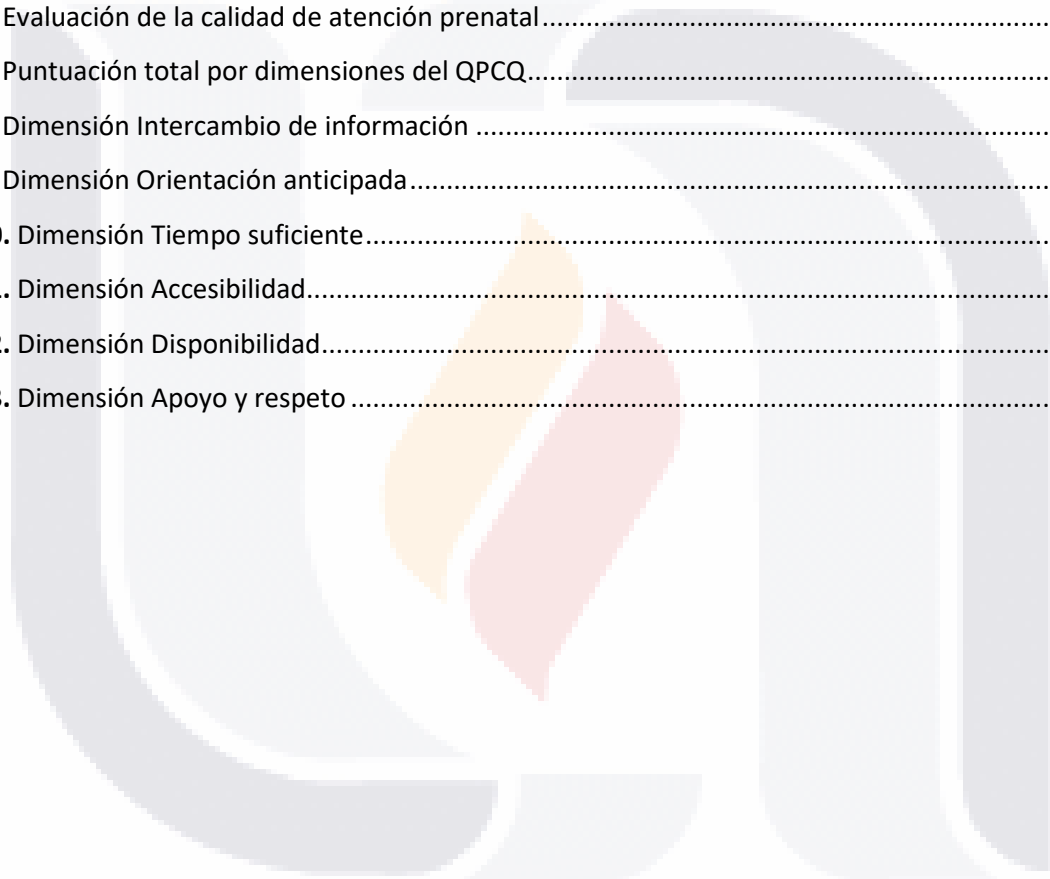 Evaluación de la calidad de atención prenatal........................................................................
Puntuación total por dimensiones del QPCQ..........................................................................
Dimensión Intercambio de información ..................................................................................
Dimensión Orientación anticipada...........................................................................................
. Dimensión Tiempo suficiente.................................................................................................
. Dimensión Accesibilidad.........................................................................................................
. Dimensión Disponibilidad.......................................................................................................
. Dimensión Apoyo y respeto ...................................................................................................